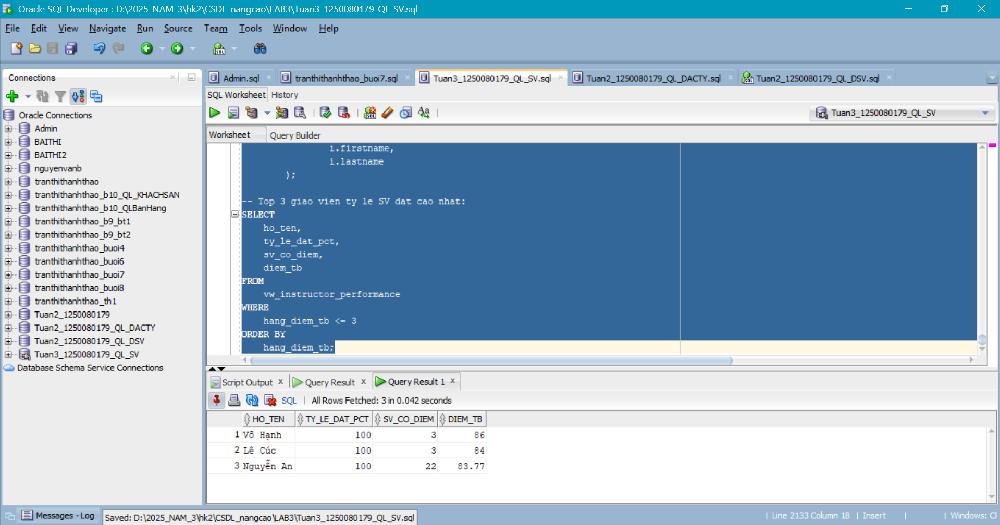 Oracle SQL Developer : D:\2025_NAM_3\hk2\CSDL_nangcao\LAB3\Tuan3_1250080179_QL_SV.sql
File Edit View Navigate Run Source Team Tools Window Help
Connections
Oracle Connections
Admin
BAITHI
BAITHI2
nguyenvanb
tranthithanhthao
tranthithanhthao_b10_QL_KHACHSAN
tranthithanhthao_b10_QLBanHang
tranthithanhthao_b9_bt1
tranthithanhthao_b9_bt2
tranthithanhthao_buoi4
tranthithanhthao_buoi6
tranthithanhthao_buoi7
tranthithanhthao_buoi8
tranthithanhthao_th1
Tuan2_1250080179
Tuan2_1250080179_QL_DACTY
Tuan2_1250080179_QL_DSV
Tuan3_1250080179_QL_SV
Database Schema Service Connections
Admin.sql tranthithanhthao_buoi7.sql Tuan3_1250080179_QL_SV.sql Tuan2_1250080179_QL_DACTY.sql Tuan2_1250080179_QL_DSV.sql
SQL Worksheet History
Tuan3_1250080179_QL_SV
Worksheet Query Builder
i.firstname,
i.lastname
);
-- Top 3 giao vien ty le SV dat cao nhat:
SELECT
ho_ten,
ty_le_dat_pct,
sv_co_diem,
diem_tb
FROM
vw_instructor_performance
WHERE
hang_diem_tb <= 3
ORDER BY
hang_diem_tb;
Script Output Query Result Query Result 1
SQL All Rows Fetched: 3 in 0.042 seconds
HO_TEN TY_LE_DAT_PCT SV_CO_DIEM DIEM_TB
1 Võ Hạnh 100 3 86
2 Lê Cúc 100 3 84
3 Nguyễn An 100 22 83.77
Messages - Log Saved: D:\2025_NAM_3\hk2\CSDL_nangcao\LAB3\Tuan3_1250080179_QL_SV.sql
Line 2133 Column 18 Insert Windows: